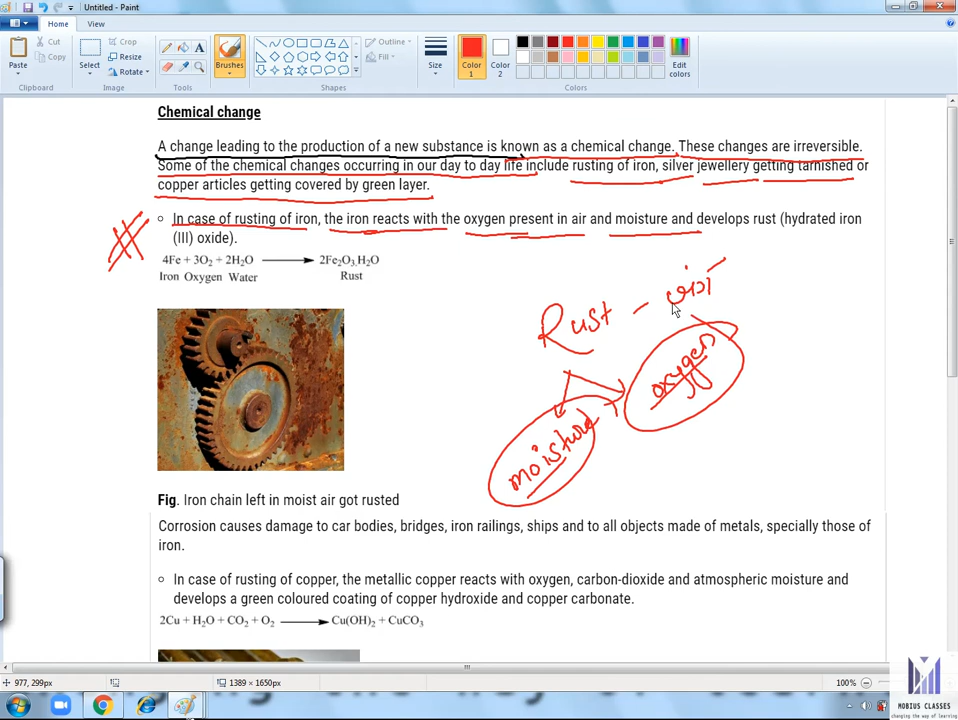 Untitled - Paint
Home View
Paste
Cut
Copy
Clipboard
Select
Crop
Resize
Rotate
Image
Tools
Brushes
Shapes
Outline
Fill
Size
Color 1
Color 2
Edit colors
Colors
Chemical change
A change leading to the production of a new substance is known as a chemical change. These changes are irreversible.
Some of the chemical changes occurring in our day to day life include rusting of iron, silver jewellery getting tarnished or
copper articles getting covered by green layer.
In case of rusting of iron, the iron reacts with the oxygen present in air and moisture and develops rust (hydrated iron
(III) oxide).
4Fe + 3O₂ + 2H₂O ⟶ 2Fe₂O₃.H₂O
Iron Oxygen Water Rust
Rust -
oxygen
moisture
Fig. Iron chain left in moist air got rusted
Corrosion causes damage to car bodies, bridges, iron railings, ships and to all objects made of metals, specially those of
iron.
In case of rusting of copper, the metallic copper reacts with oxygen, carbon-dioxide and atmospheric moisture and
develops a green coloured coating of copper hydroxide and copper carbonate.
2Cu + H₂O + CO₂ + O₂ ⟶ Cu(OH)₂ + CuCO₃
977, 299px
1389 × 1650px
100%
MOBIUS CLASSES
changing the way of learning